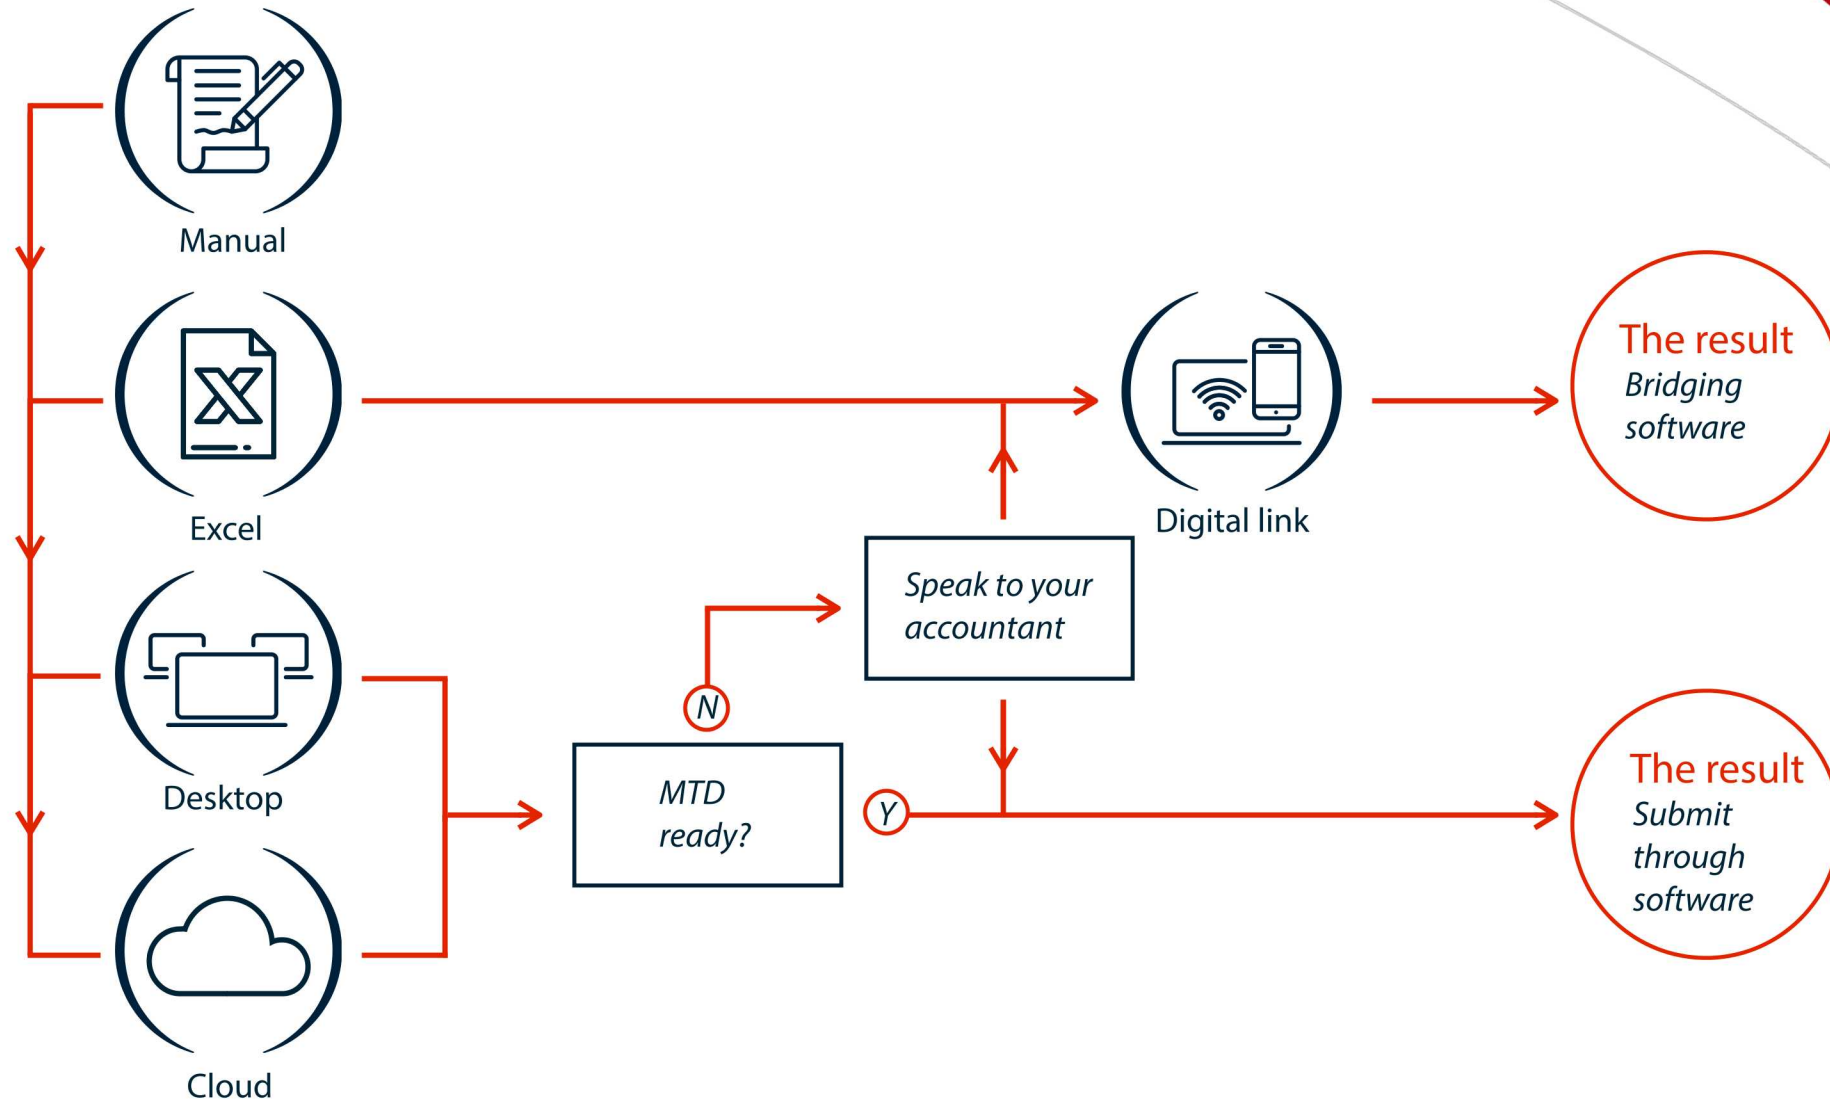 Manual
Excel
Desktop
Cloud
MTD
ready?
N
Y
Speak to your
accountant
Digital link
The result
Bridging
software
The result
Submit
through
software